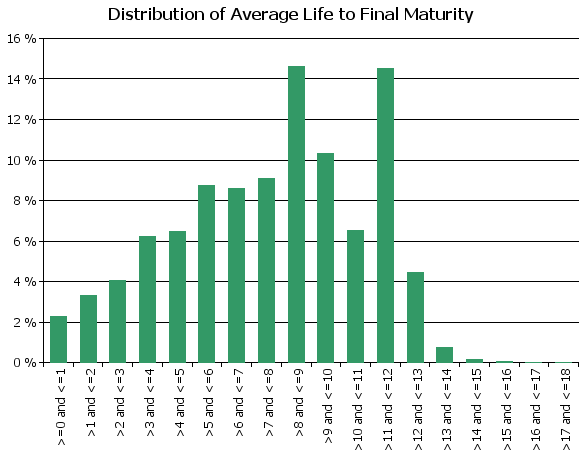 Distribution of Average Life to Final Maturity
16 %
14 %
12 %
10 %
8 %
6 %
4 %
2 %
0 %
>=0 and <=1
>1 and <=2
>2 and <=3
>3 and <=4
>4 and <=5
>5 and <=6
>6 and <=7
>7 and <=8
>8 and <=9
>9 and <=10
>10 and <=11
>11 and <=12
>12 and <=13
>13 and <=14
>14 and <=15
>15 and <=16
>16 and <=17
>17 and <=18